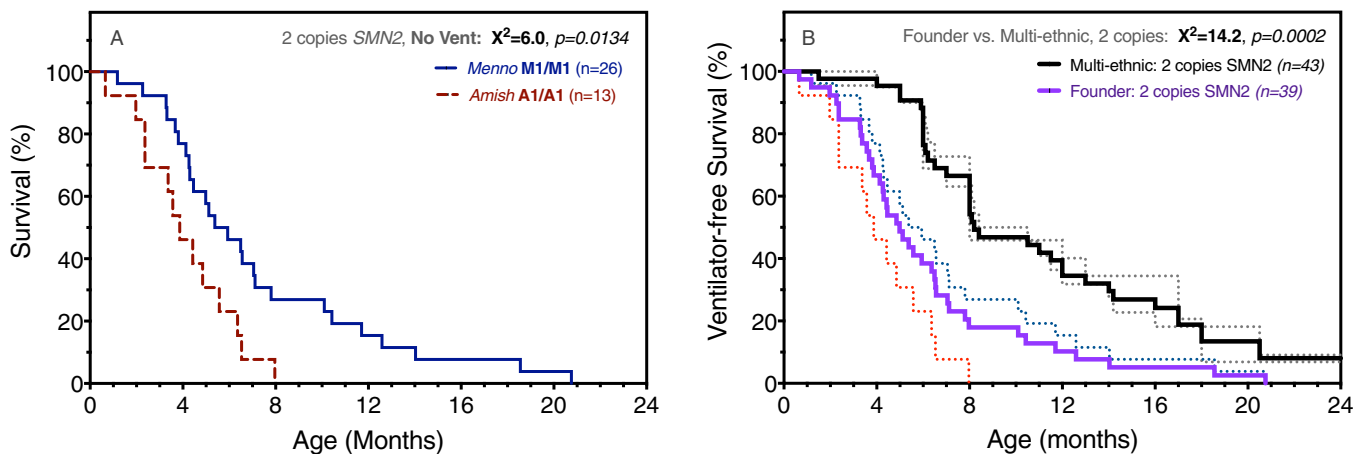 A
2 copies SMN2, No Vent: X²=6.0, p=0.0134
Menno M1/M1 (n=26)
Amish A1/A1 (n=13)
Survival (%)
100
80
60
40
20
0
0 4 8 12 16 20 24
Age (Months)
B
Founder vs. Multi-ethnic, 2 copies: X²=14.2, p=0.0002
Multi-ethnic: 2 copies SMN2 (n=43)
Founder: 2 copies SMN2 (n=39)
Ventilator-free Survival (%)
100
80
60
40
20
0
0 4 8 12 16 20 24
Age (months)